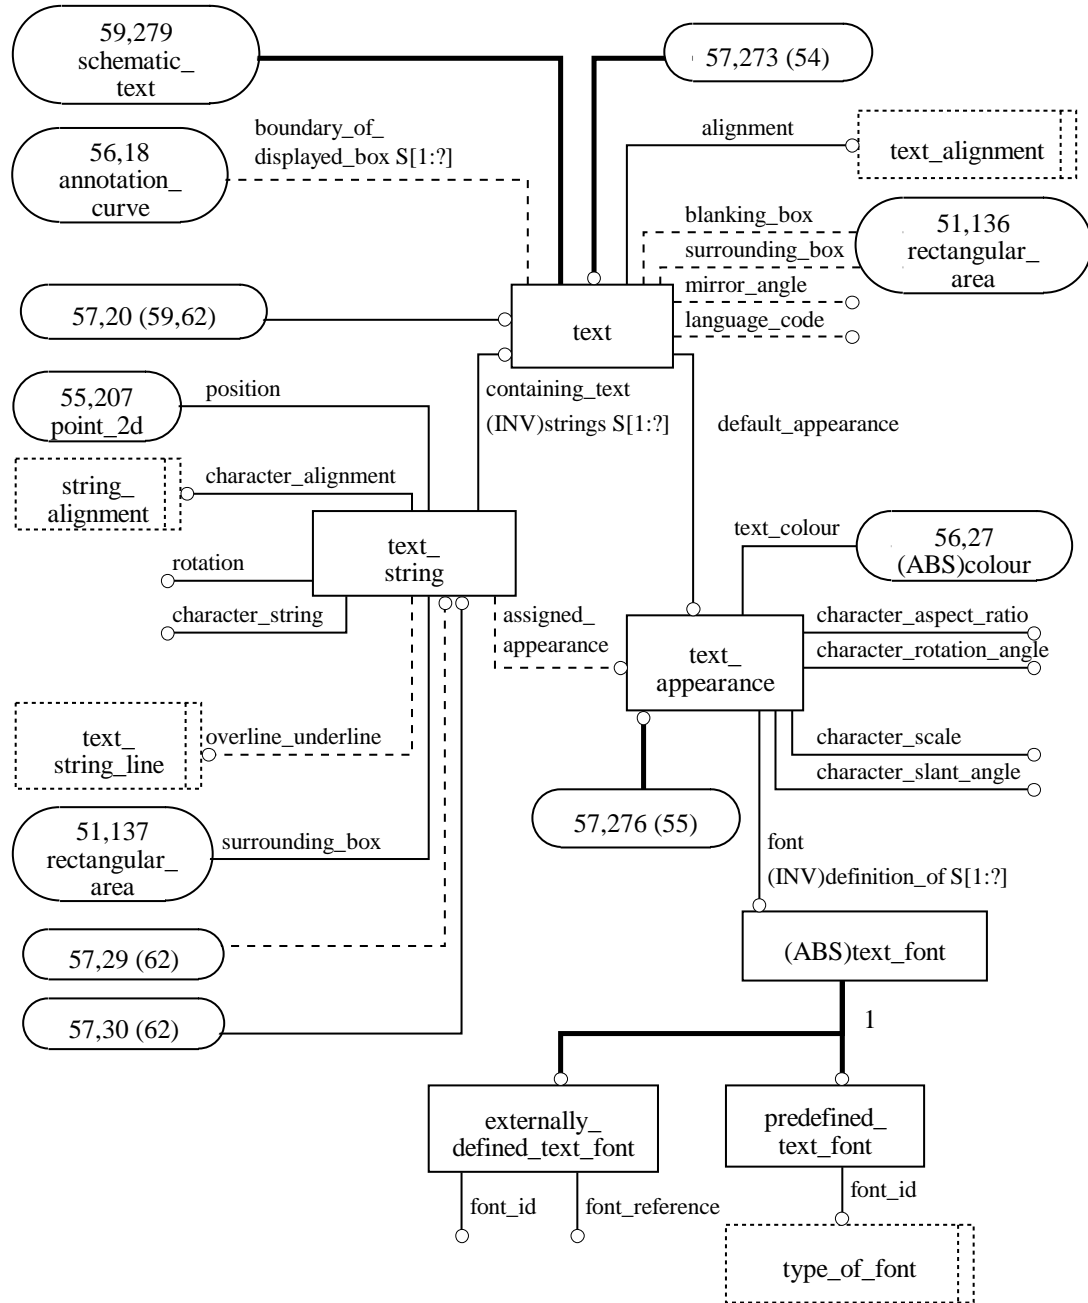 59,279
schematic_
text
57,273 (54)
boundary_of_
displayed_box S[1:?]
56,18
annotation_
curve
alignment
text_alignment
blanking_box
surrounding_box
mirror_angle
language_code
51,136
rectangular_
area
57,20 (59,62)
text
55,207
point_2d
position
containing_text
(INV)strings S[1:?]
default_appearance
string_
alignment
character_alignment
text_
string
rotation
character_string
text_colour
56,27
(ABS)colour
assigned_
appearance
text_
appearance
character_aspect_ratio
character_rotation_angle
text_
string_line
overline_underline
character_scale
character_slant_angle
57,276 (55)
51,137
rectangular_
area
surrounding_box
font
(INV)definition_of S[1:?]
57,29 (62)
(ABS)text_font
57,30 (62)
1
externally_
defined_text_font
predefined_
text_font
font_id
font_reference
font_id
type_of_font